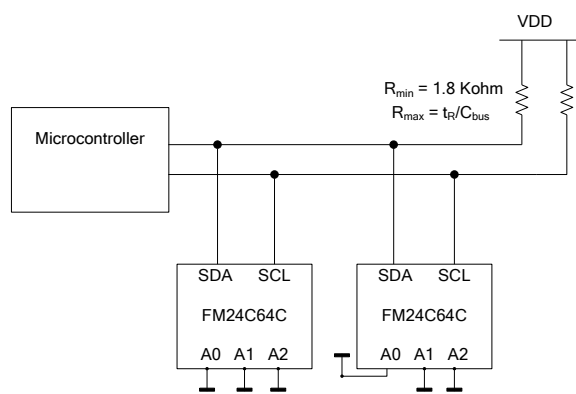 VDD
Rmin = 1.8 Kohm
Rmax = tR/Cbus
Microcontroller
SDA SCL
FM24C64C
A0 A1 A2
SDA SCL
FM24C64C
A0 A1 A2